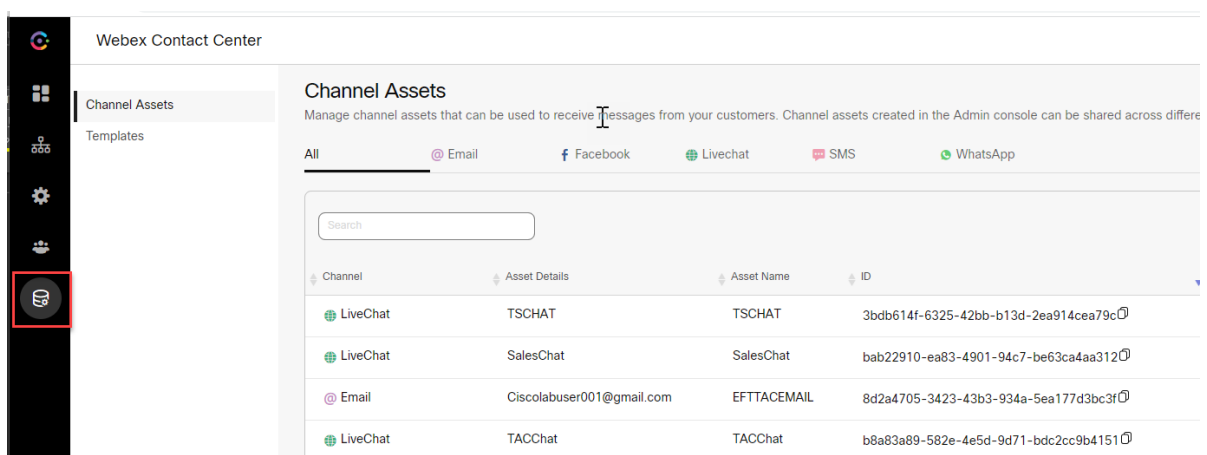 Webex Contact Center
Channel Assets
Templates
Channel Assets
Manage channel assets that can be used to receive messages from your customers. Channel assets created in the Admin console can be shared across differe
All @ Email Facebook Livechat SMS WhatsApp
Search
Channel Asset Details Asset Name ID
LiveChat TSCHAT TSCHAT 3bdb614f-6325-42bb-b13d-2ea914cea79c
LiveChat SalesChat SalesChat bab22910-ea83-4901-94c7-be63ca4aa312
@ Email Ciscolabuser001@gmail.com EFTTACEMAIL 8d2a4705-3423-43b3-934a-5ea177d3bc3f
LiveChat TACChat TACChat b8a83a89-582e-4e5d-9d71-bdc2cc9b4151